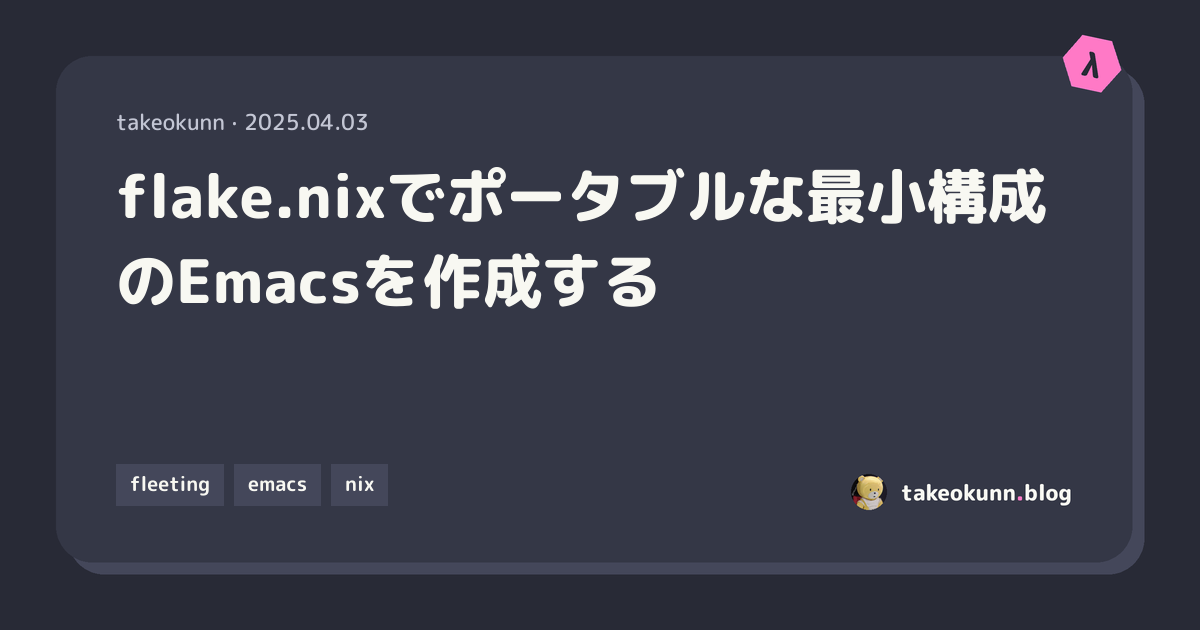 λ
takeokunn · 2025.04.03
flake.nixでポータブルな最小構成
のEmacsを作成する
fleeting
emacs
nix
takeokunn.blog